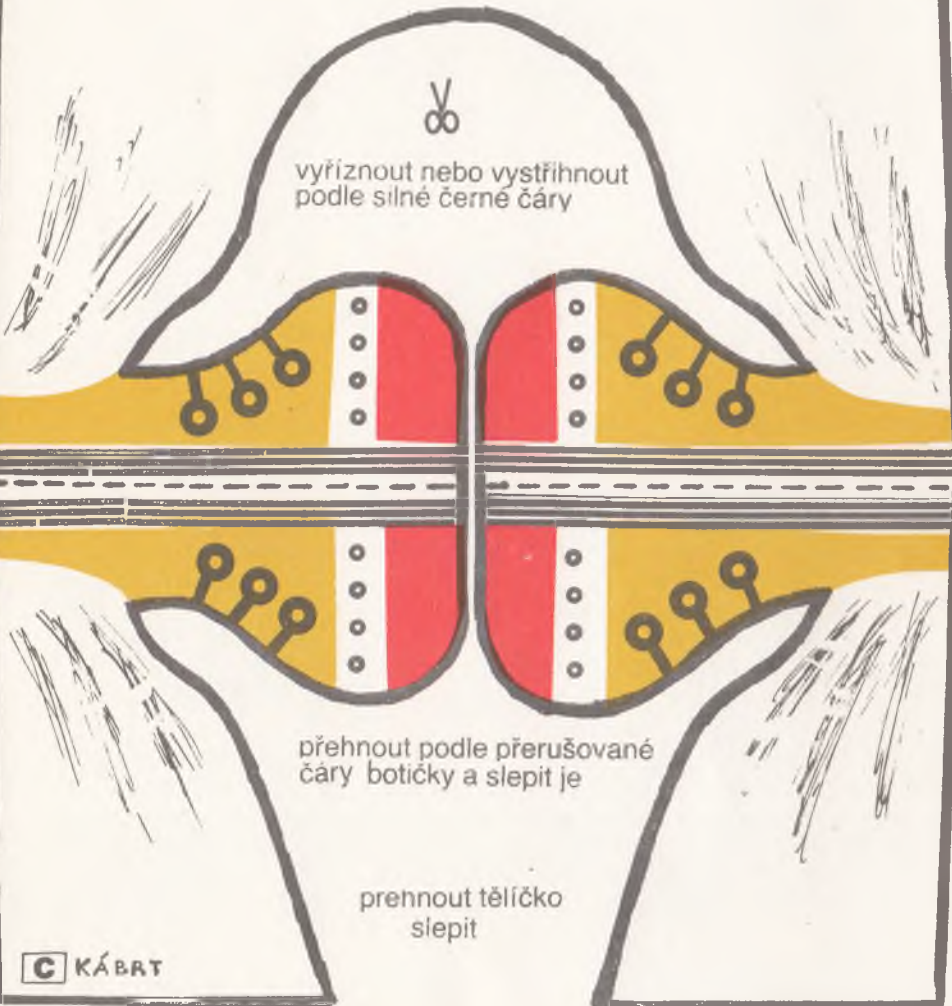 vyříznout nebo vystřihnout
podle silné černé čáry
přehnout podle přerušované
čáry botičky a slepit je
prehnout tělíčko
slepit
C KÁBRT